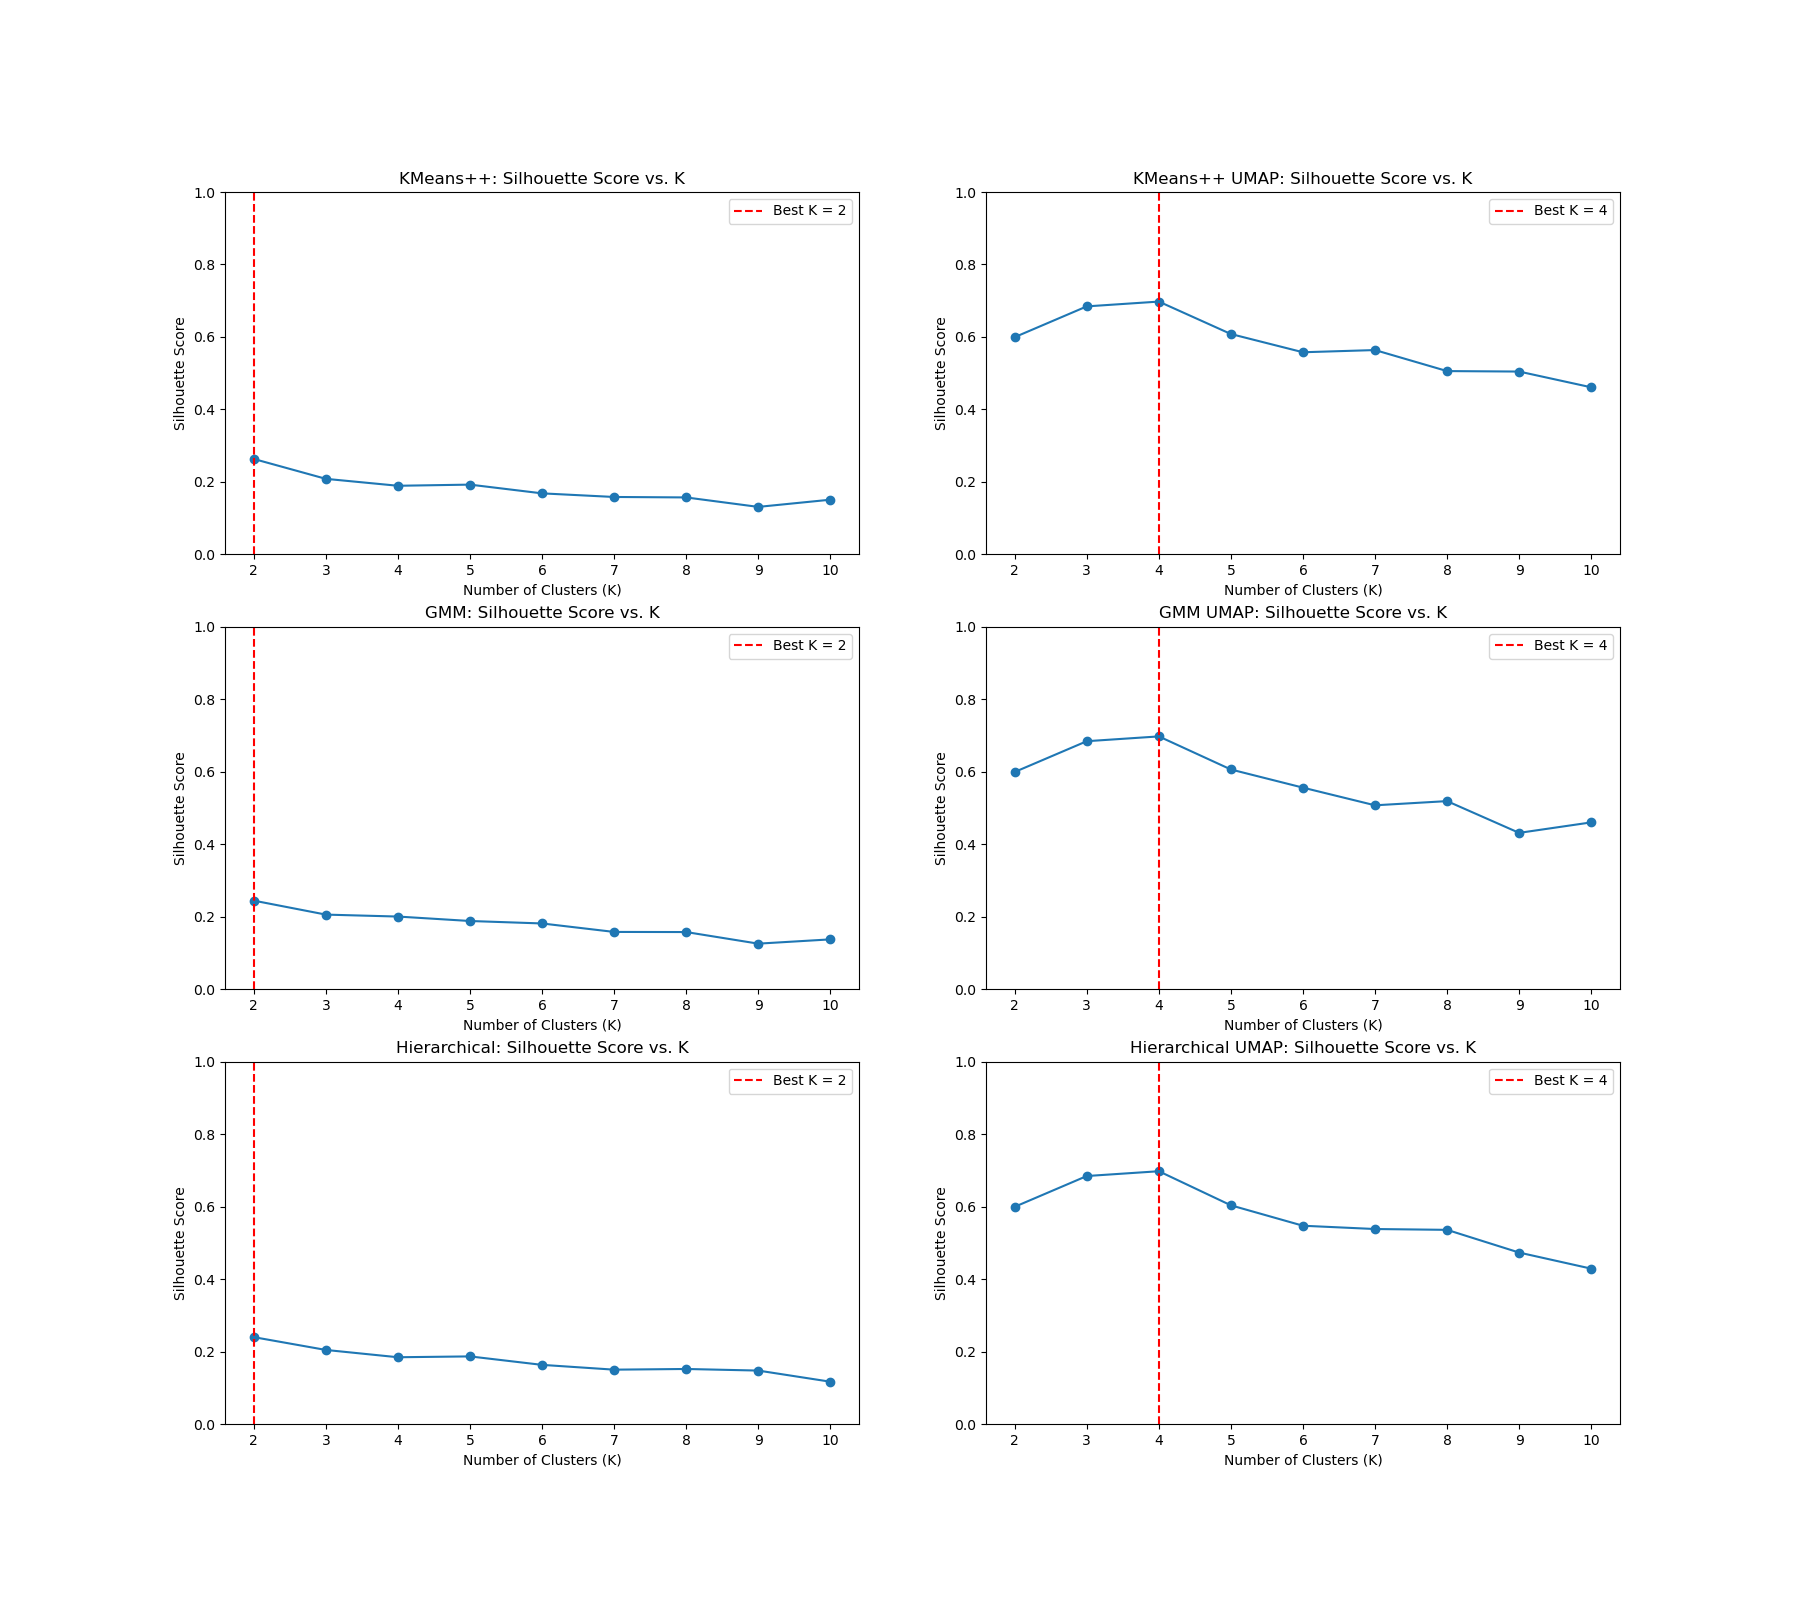 KMeans++: Silhouette Score vs. K
1.0
0.8
0.6
0.4
0.2
0.0
Silhouette Score
Best K = 2
2 3 4 5 6 7 8 9 10
Number of Clusters (K)
KMeans++ UMAP: Silhouette Score vs. K
1.0
0.8
0.6
0.4
0.2
0.0
Silhouette Score
Best K = 4
2 3 4 5 6 7 8 9 10
Number of Clusters (K)
GMM: Silhouette Score vs. K
1.0
0.8
0.6
0.4
0.2
0.0
Silhouette Score
Best K = 2
2 3 4 5 6 7 8 9 10
Number of Clusters (K)
GMM UMAP: Silhouette Score vs. K
1.0
0.8
0.6
0.4
0.2
0.0
Silhouette Score
Best K = 4
2 3 4 5 6 7 8 9 10
Number of Clusters (K)
Hierarchical: Silhouette Score vs. K
1.0
0.8
0.6
0.4
0.2
0.0
Silhouette Score
Best K = 2
2 3 4 5 6 7 8 9 10
Number of Clusters (K)
Hierarchical UMAP: Silhouette Score vs. K
1.0
0.8
0.6
0.4
0.2
0.0
Silhouette Score
Best K = 4
2 3 4 5 6 7 8 9 10
Number of Clusters (K)